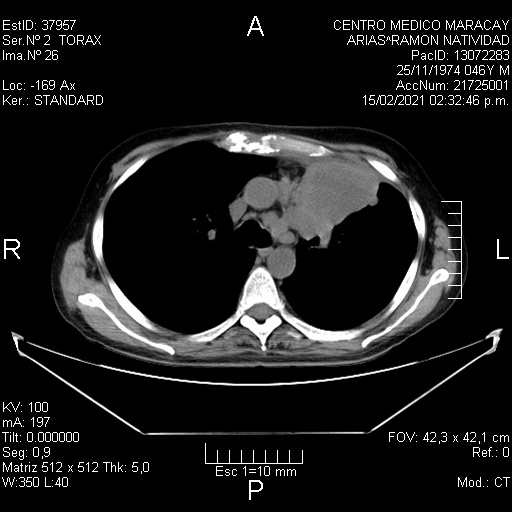 A
EstID: 37957
Ser.Nº 2 TORAX
Ima.Nº 26
Loc: -169 Ax
Ker.: STANDARD
CENTRO MEDICO MARACAY
ARIAS^RAMON NATIVIDAD
PacID: 13072283
25/11/1974 046Y M
AccNum: 21725001
15/02/2021 02:32:46 p.m.
R
L
KV: 100
mA: 197
Tilt: 0.000000
Seg: 0,9
Matriz 512 x 512 Thk: 5,0
W:350 L:40
Esc 1=10 mm
P
FOV: 42,3 x 42,1 cm
Ref.: 0
Mod.: CT